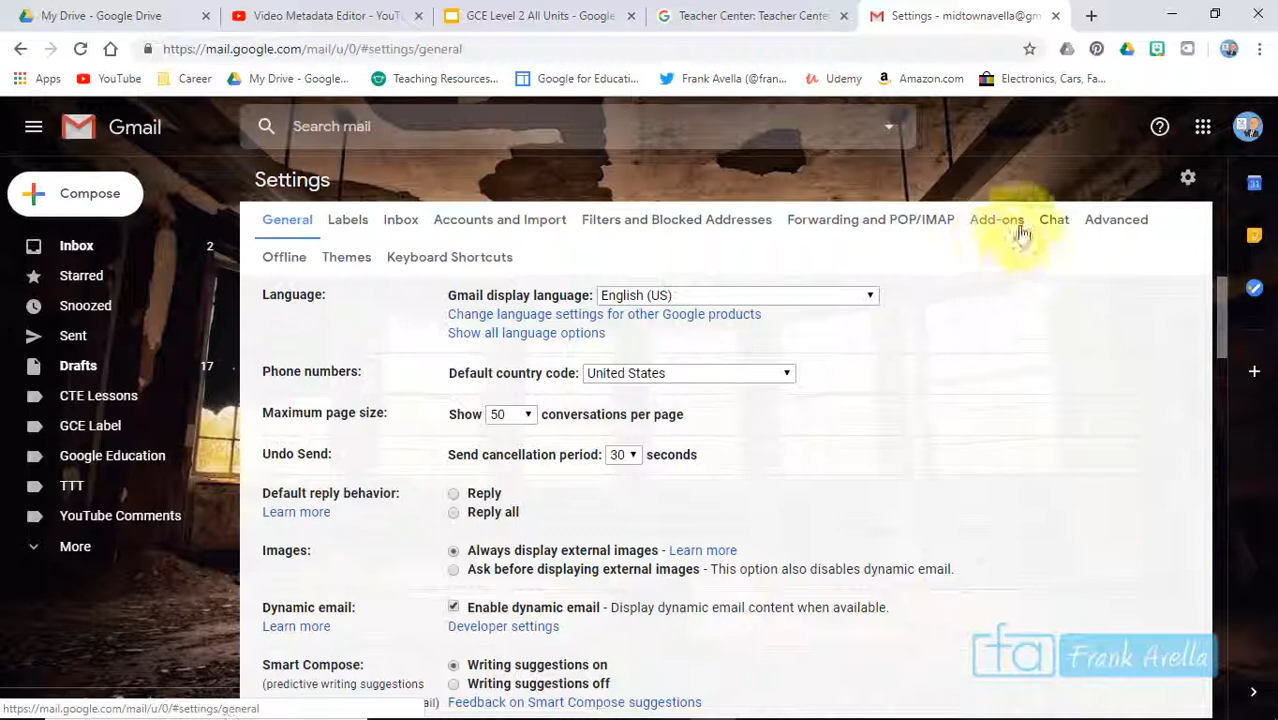 My Drive - Google Drive
Video Metadata Editor - YouT
GCE Level 2 All Units - Google
Teacher Center: Teacher Cente
Settings - midtownavella@gm
https://mail.google.com/mail/u/0/#settings/general
Apps
YouTube
Career
My Drive - Google...
Teaching Resources...
Google for Educati...
Frank Avella (@fran...
Udemy
Amazon.com
Electronics, Cars, Fa...
Gmail
Search mail
Compose
Settings
General Labels Inbox Accounts and Import Filters and Blocked Addresses Forwarding and POP/IMAP Add-ons Chat Advanced
Offline Themes Keyboard Shortcuts
Inbox 2
Starred
Snoozed
Sent
Drafts 17
CTE Lessons
GCE Label
Google Education
TTT
YouTube Comments
More
Language: Gmail display language: English (US)
Change language settings for other Google products
Show all language options
Phone numbers: Default country code: United States
Maximum page size: Show 50 conversations per page
Undo Send: Send cancellation period: 30 seconds
Default reply behavior: Reply
Learn more Reply all
Images: Always display external images - Learn more
Ask before displaying external images - This option also disables dynamic email.
Dynamic email: Enable dynamic email - Display dynamic email content when available.
Learn more Developer settings
Smart Compose: Writing suggestions on
(predictive writing suggestions Writing suggestions off
ail) Feedback on Smart Compose suggestions
https://mail.google.com/mail/u/0/#settings/general
fa Frank Avella
31